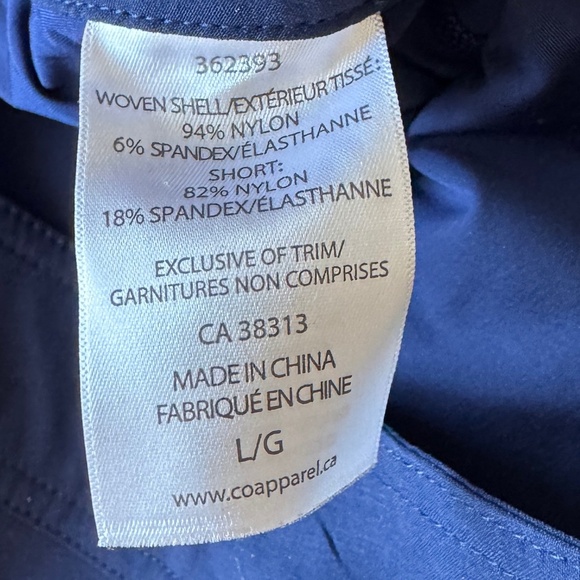 362393
WOVEN SHELL/EXTÉRIEUR TISSÉ:
94% NYLON
6% SPANDEX/ÉLASTHANNE
SHORT:
82% NYLON
18% SPANDEX/ÉLASTHANNE
EXCLUSIVE OF TRIM/
GARNITURES NON COMPRISES
CA 38313
MADE IN CHINA
FABRIQUÉ EN CHINE
L/G
www.coapparel.ca